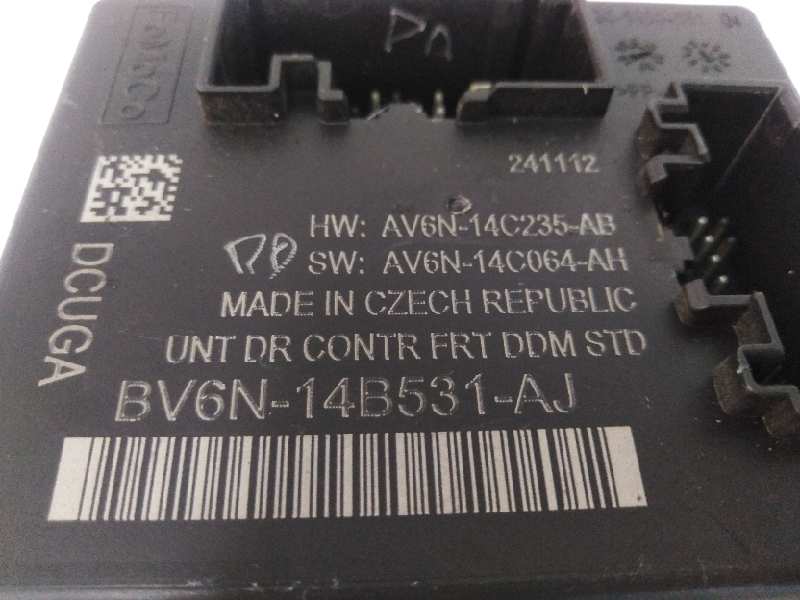 FoMoCo
241112
HW: AV6N-14C235-AB
SW: AV6N-14C064-AH
MADE IN CZECH REPUBLIC
UNT DR CONTR FRT DDM STD
BV6N-14B531-AJ
DCUGA